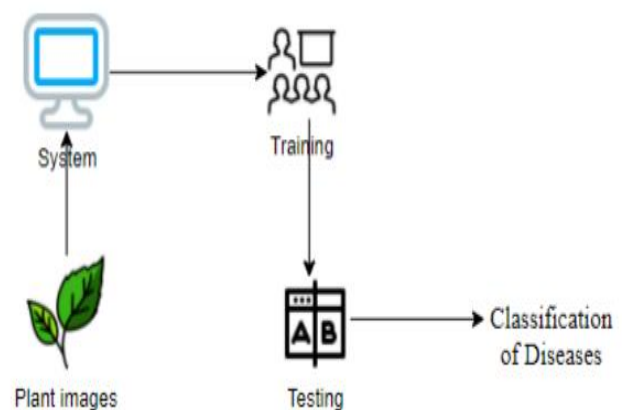 System
Training
Plant images
A B
Testing
Classification
of Diseases